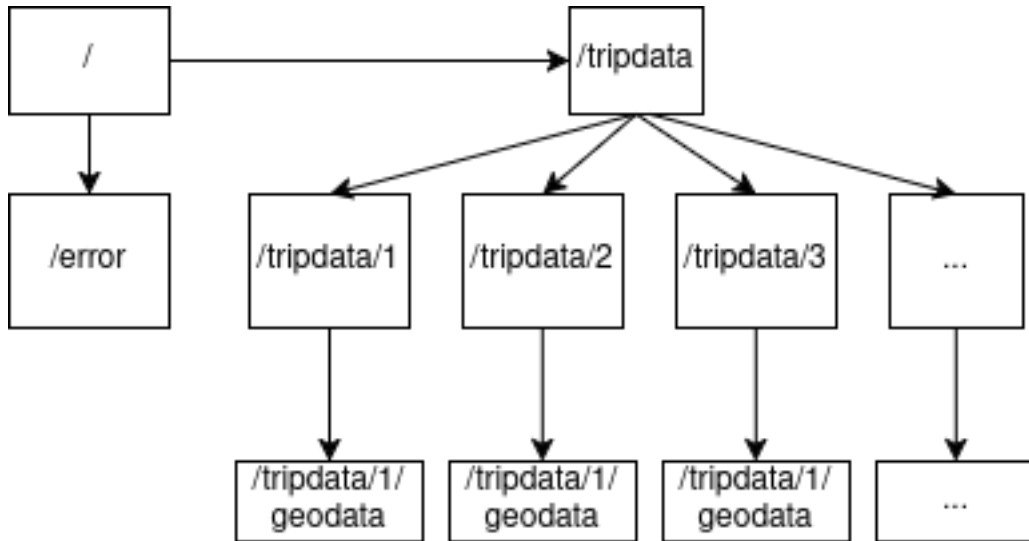 /
/tripdata
/error
/tripdata/1
/tripdata/2
/tripdata/3
...
/tripdata/1/
geodata
/tripdata/1/
geodata
/tripdata/1/
geodata
...